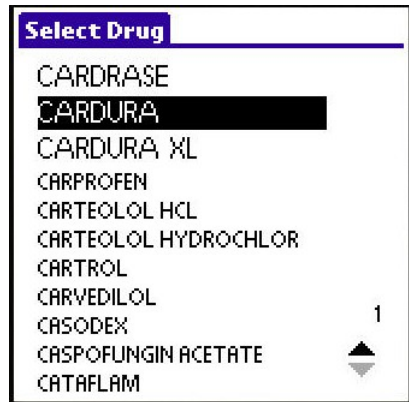 Select Drug
CARDRASE
CARDURA
CARDURA XL
CARPROFEN
CARTEOLOL HCL
CARTEOLOL HYDROCHLOR
CARTROL
CARVEDILOL
1
CASODEX
CASPOFUNGIN ACETATE
CATAFLAM